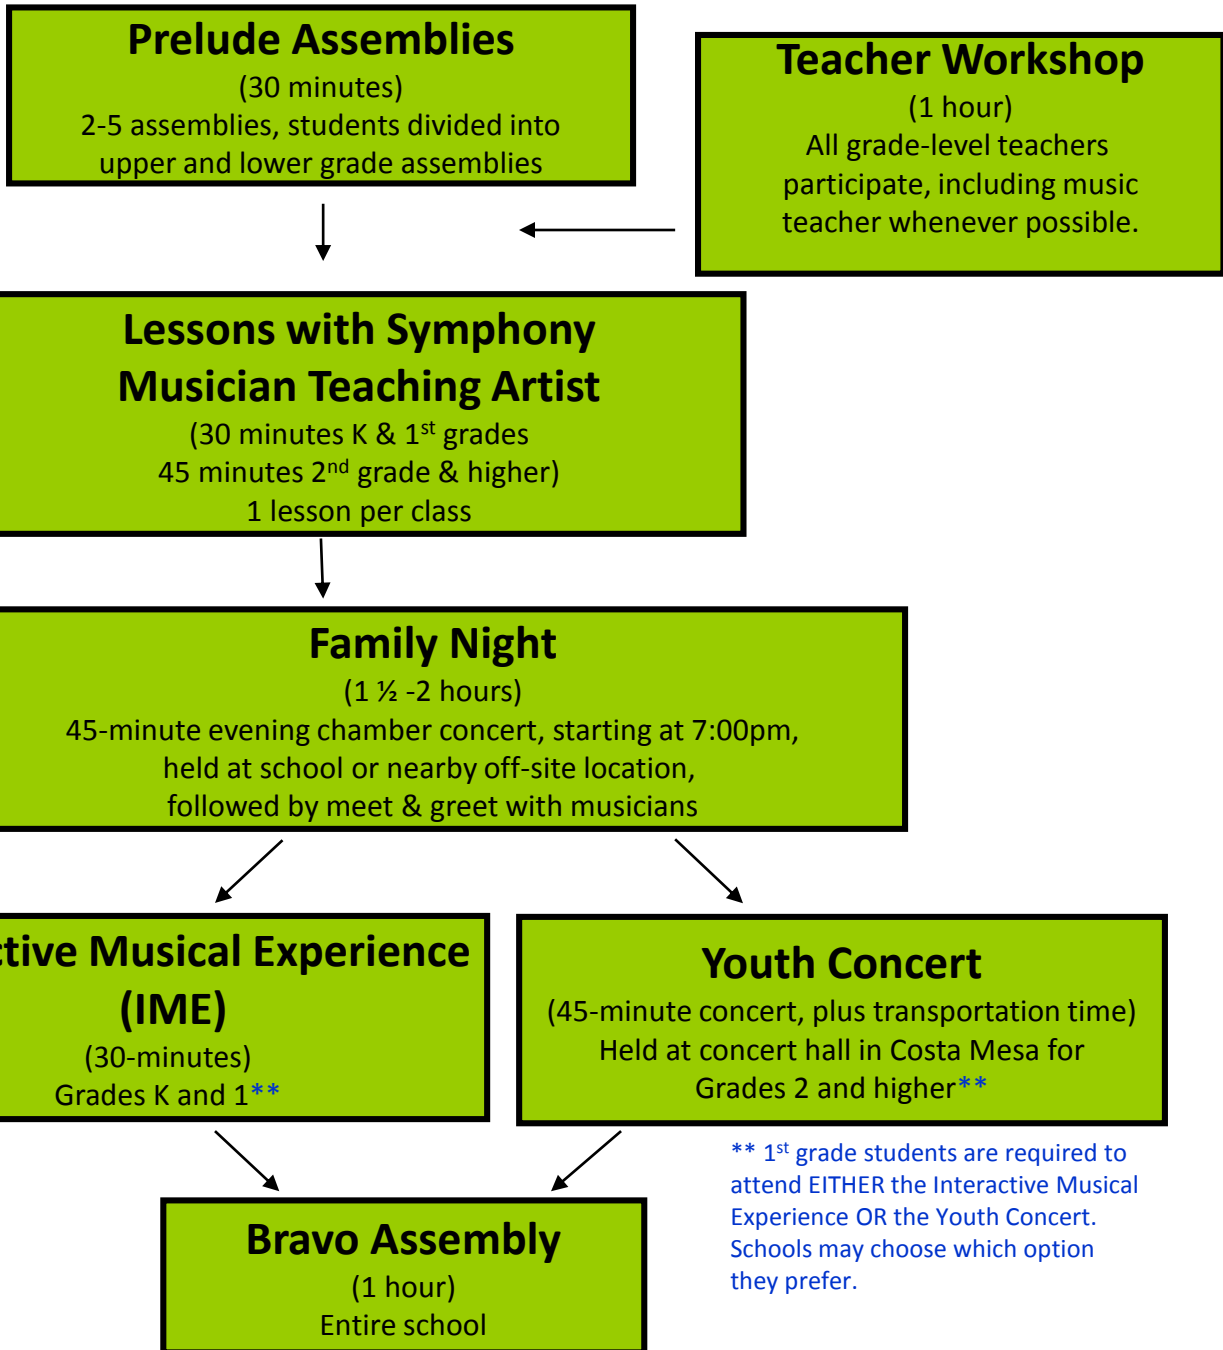 Prelude Assemblies
(30 minutes)
2-5 assemblies, students divided into
upper and lower grade assemblies
Teacher Workshop
(1 hour)
All grade-level teachers
participate, including music
teacher whenever possible.
Lessons with Symphony
Musician Teaching Artist
(30 minutes K & 1st grades
45 minutes 2nd grade & higher)
1 lesson per class
Family Night
(1 ½ -2 hours)
45-minute evening chamber concert, starting at 7:00pm,
held at school or nearby off-site location,
followed by meet & greet with musicians
ctive Musical Experience
(IME)
(30-minutes)
Grades K and 1**
Youth Concert
(45-minute concert, plus transportation time)
Held at concert hall in Costa Mesa for
Grades 2 and higher**
** 1st grade students are required to
attend EITHER the Interactive Musical
Experience OR the Youth Concert.
Schools may choose which option
they prefer.
Bravo Assembly
(1 hour)
Entire school